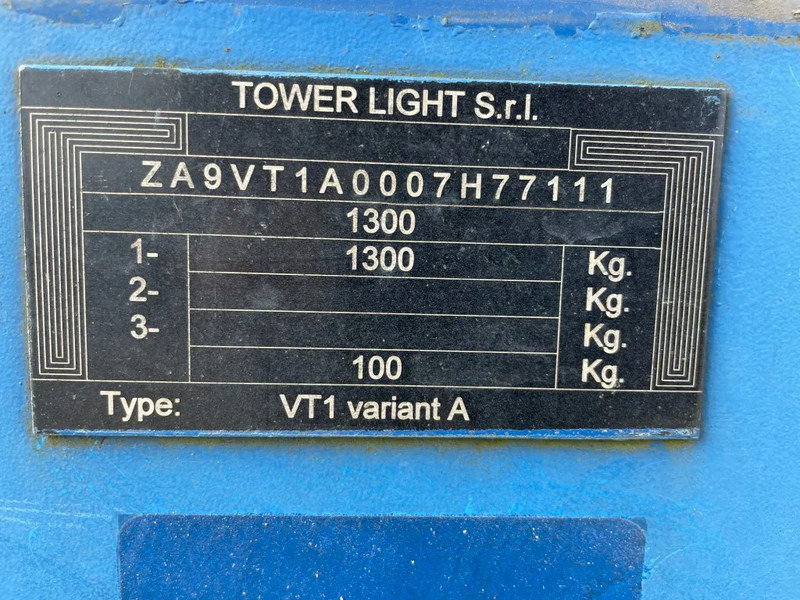 TOWER LIGHT S.r.l.
ZA9VT1A0007H77111
1300
1- 1300 Kg.
2- Kg.
3- Kg.
100 Kg.
Type: VT1 variant A